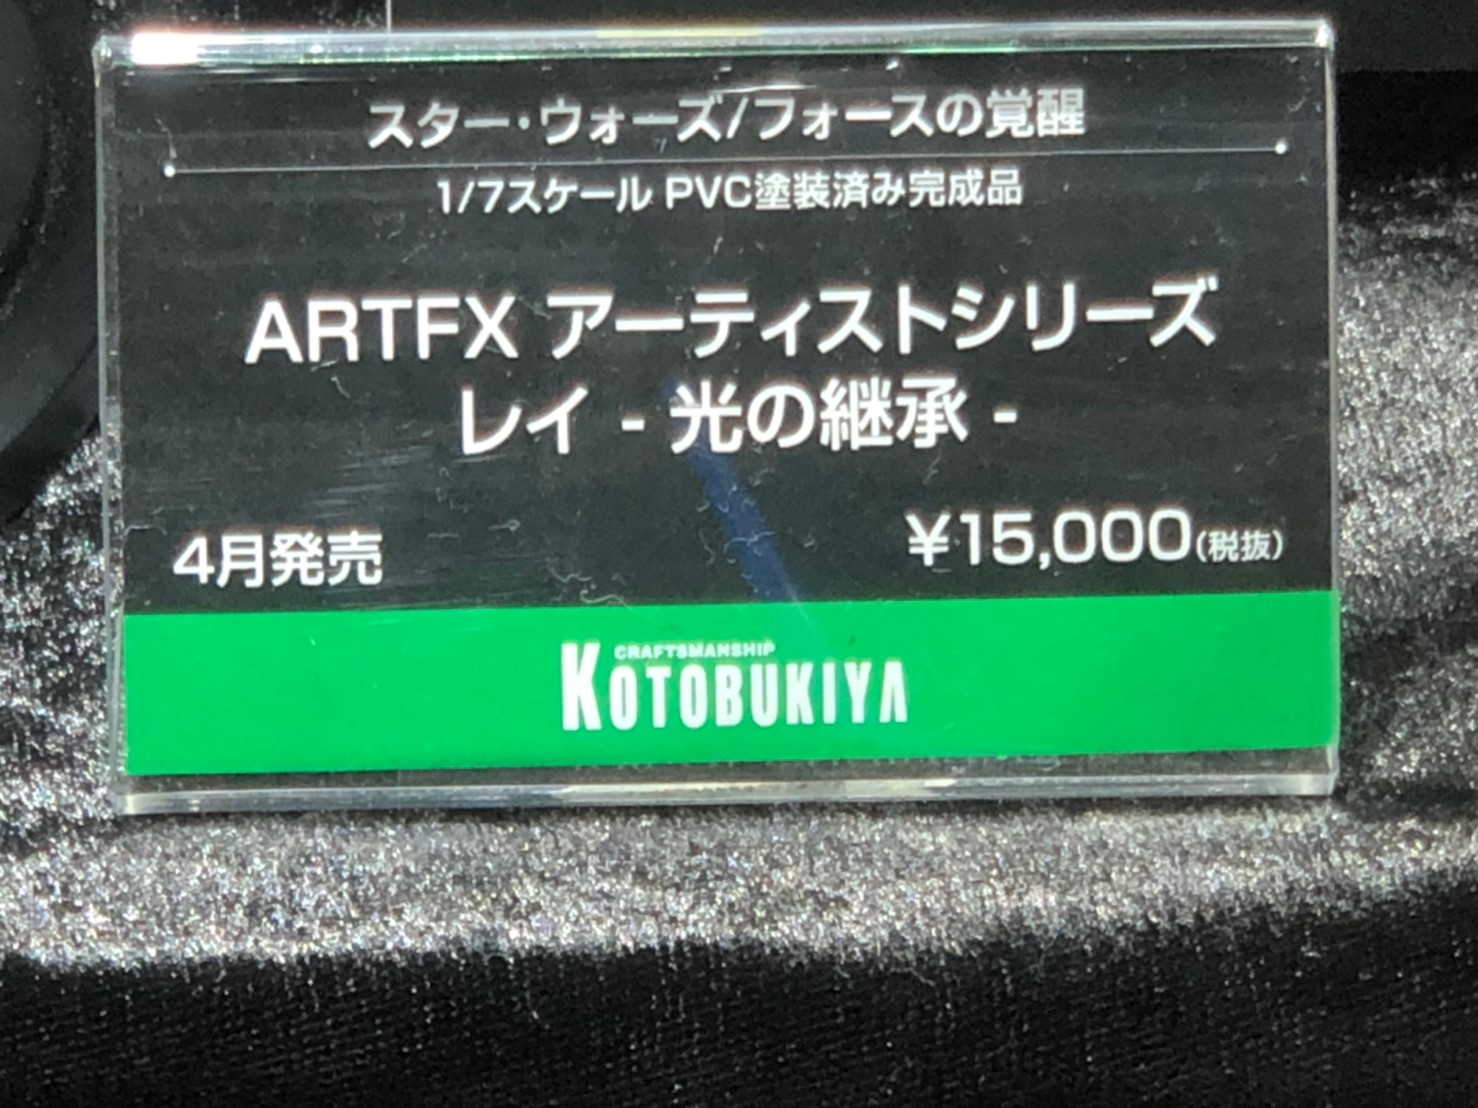 スター・ウォーズ/フォースの覚醒
1/7スケール PVC塗装済み完成品
ARTFX アーティストシリーズ
レイ - 光の継承 -
4月発売
¥15,000(税抜)
CRAFTSMANSHIP
KOTOBUKIYA